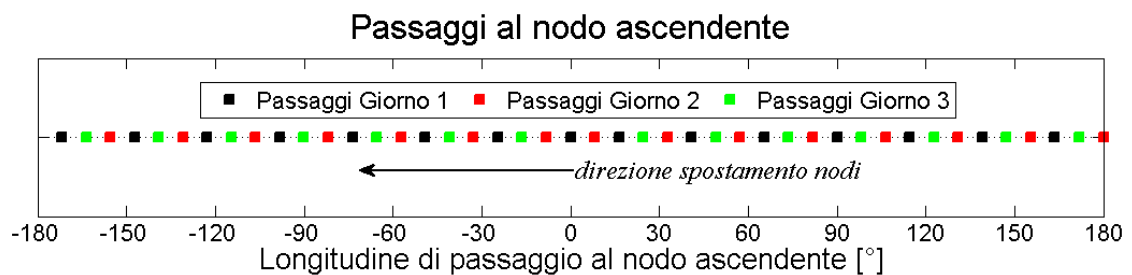 Passaggi al nodo ascendente
Passaggi Giorno 1 Passaggi Giorno 2 Passaggi Giorno 3
direzione spostamento nodi
-180 -150 -120 -90 -60 -30 0 30 60 90 120 150 180
Longitudine di passaggio al nodo ascendente [°]